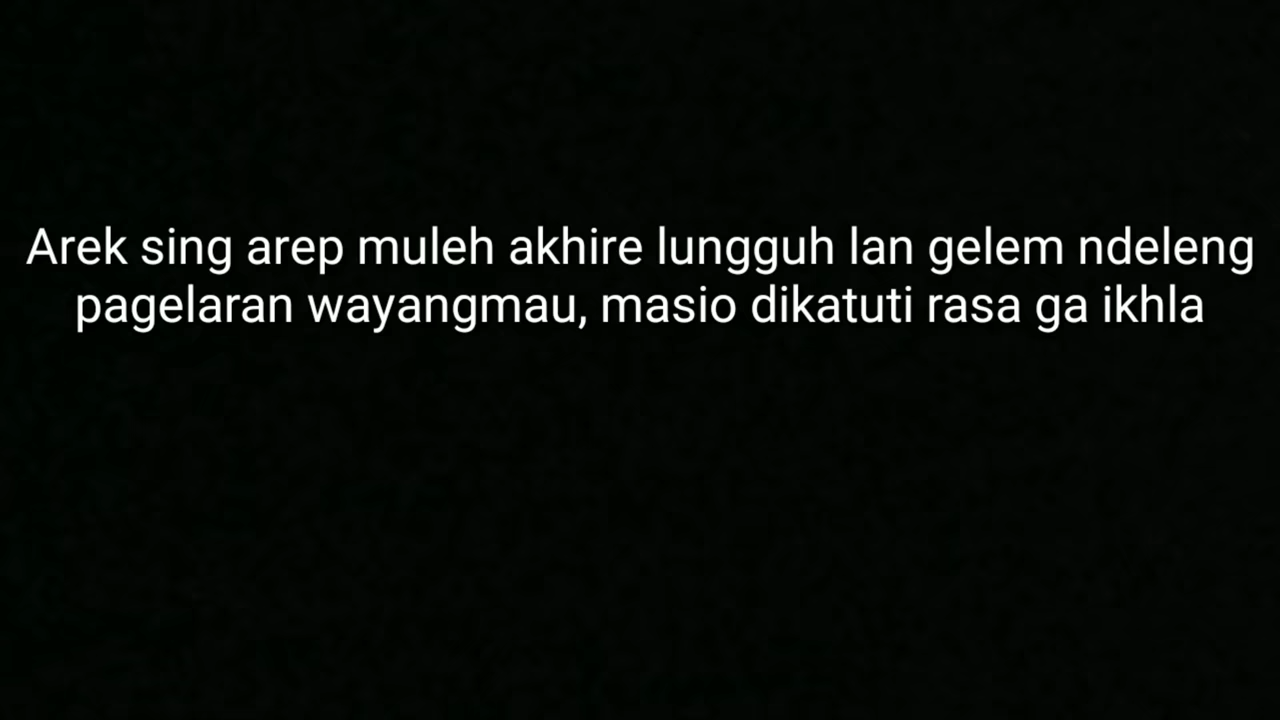 Arek sing arep muleh akhire lungguh lan gelem ndeleng
pagelaran wayangmau, masio dikatuti rasa ga ikhla